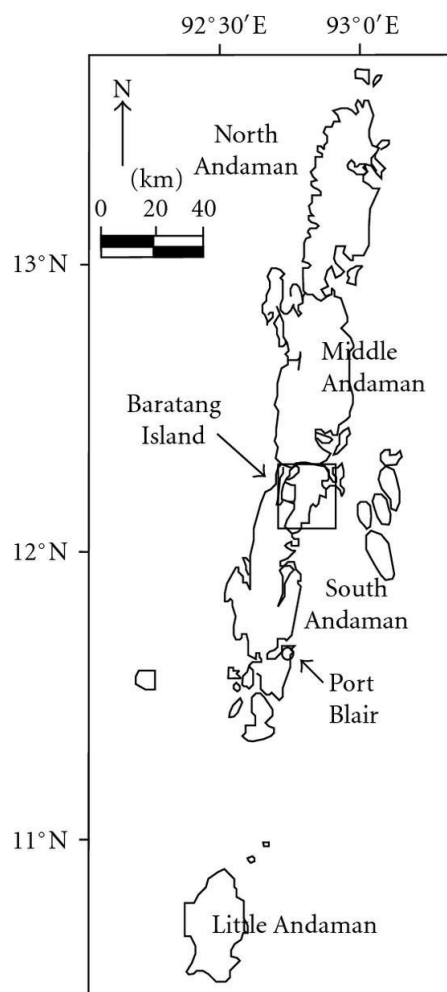 92°30′E 93°0′E
N
North
Andaman
(km)
0 20 40
13°N
Middle
Andaman
Baratang
Island
12°N
South
Andaman
Port
Blair
11°N
Little Andaman